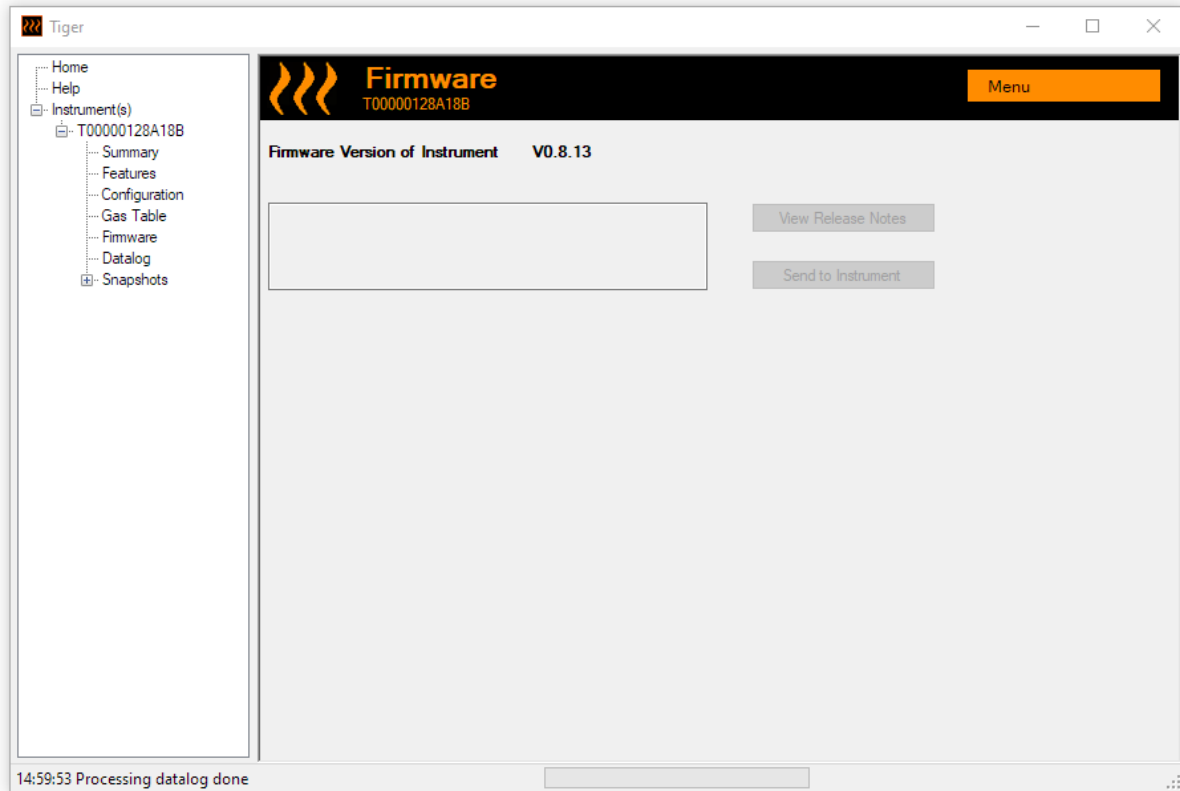 Tiger
Home
Help
Instrument(s)
T00000128A18B
Summary
Features
Configuration
Gas Table
Firmware
Datalog
Snapshots
Firmware
T00000128A18B
Menu
Firmware Version of Instrument V0.8.13
View Release Notes
Send to Instrument
14:59:53 Processing datalog done